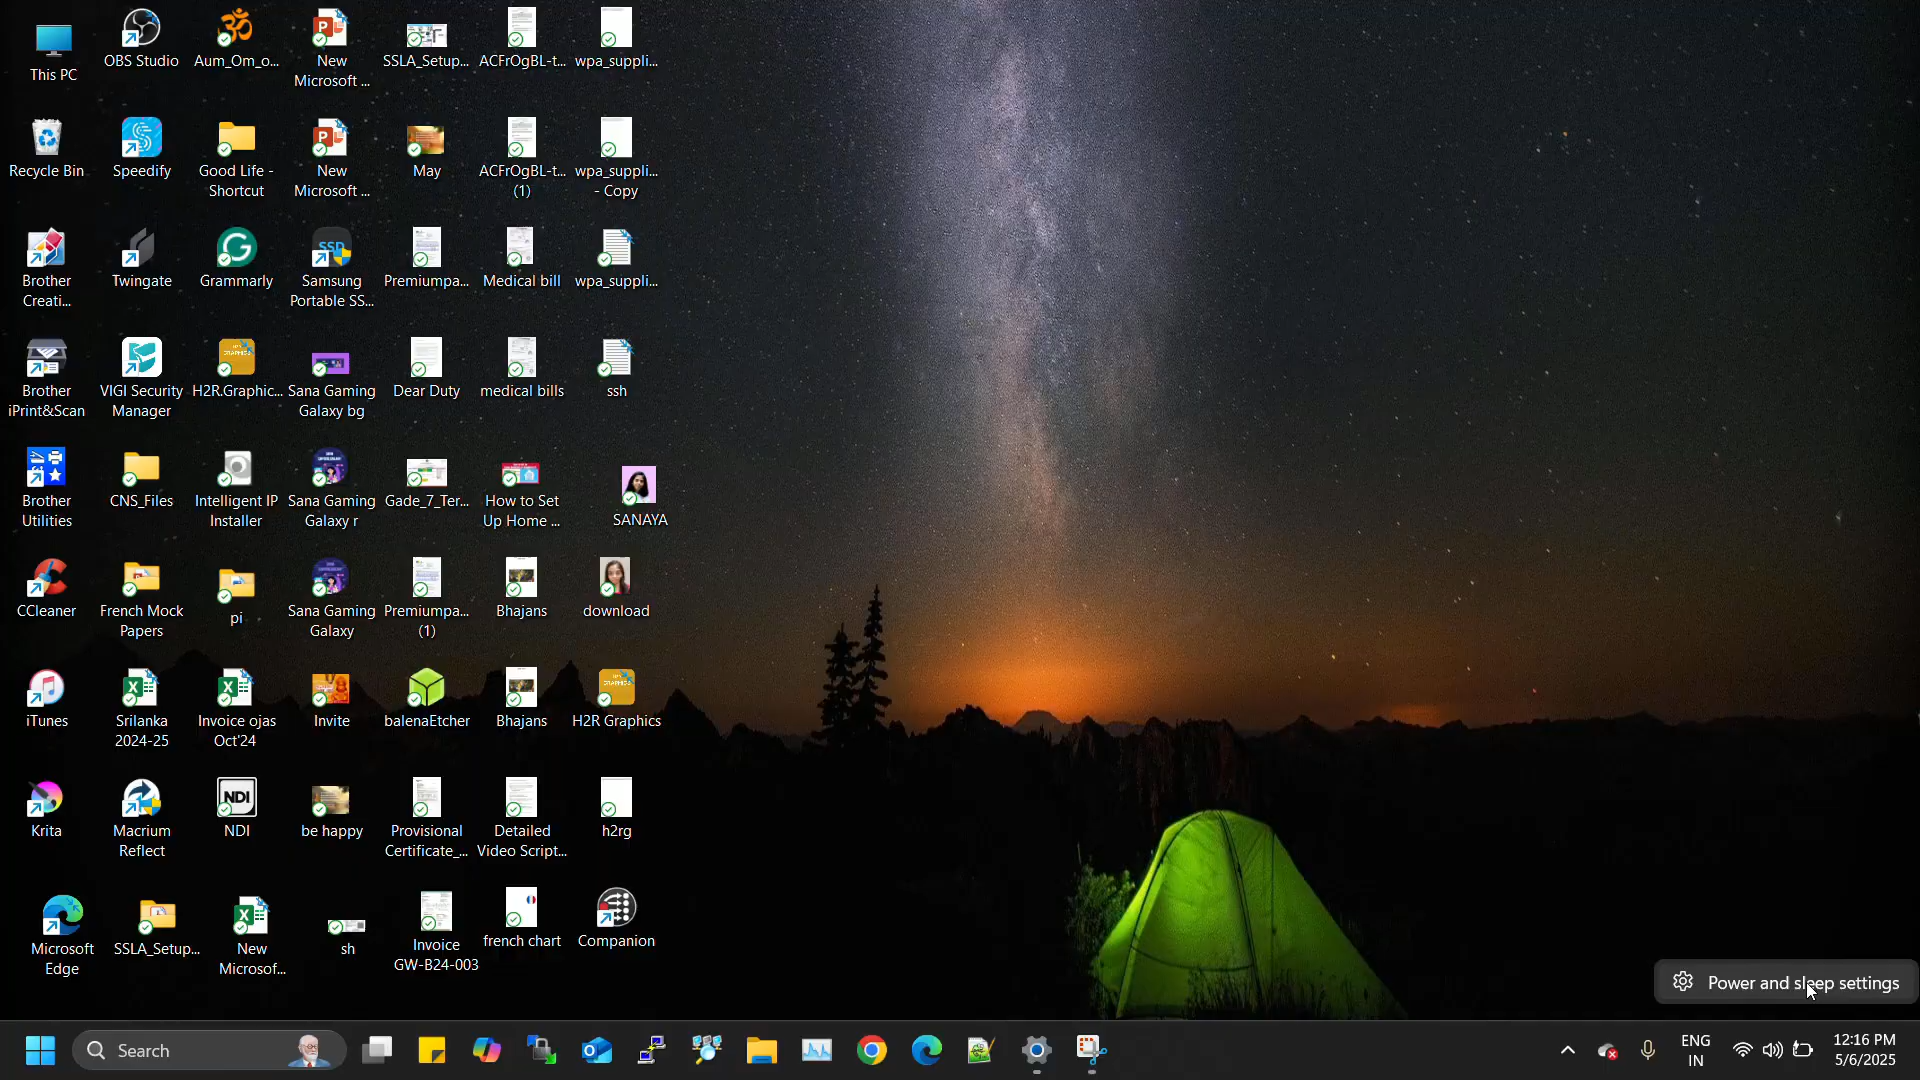 This PC
OBS Studio
Aum_Om_o...
New
Microsoft ...
SSLA_Setup...
ACFrOgBL-t...
wpa_suppli...
Recycle Bin
Speedify
Good Life -
Shortcut
New
Microsoft ...
May
ACFrOgBL-t...
(1)
wpa_suppli...
- Copy
Brother
Creati...
Twingate
Grammarly
Samsung
Portable SS...
Premiumpa...
Medical bill
wpa_suppli...
Brother
iPrint&Scan
VIGI Security
Manager
H2R.Graphic...
Sana Gaming
Galaxy bg
Dear Duty
medical bills
ssh
Brother
Utilities
CNS_Files
Intelligent IP
Installer
Sana Gaming
Galaxy r
Gade_7_Ter...
How to Set
Up Home ...
SANAYA
CCleaner
French Mock
Papers
pi
Sana Gaming
Galaxy
Premiumpa...
(1)
Bhajans
download
iTunes
Srilanka
2024-25
Invoice ojas
Oct'24
Invite
balenaEtcher
Bhajans
H2R Graphics
Krita
Macrium
Reflect
NDI
NDI
be happy
Provisional
Certificate_...
Detailed
Video Script...
h2rg
Microsoft
Edge
SSLA_Setup...
New
Microsof...
sh
Invoice
GW-B24-003
french chart
Companion
Power and sleep settings
Search
ENG
IN
12:16 PM
5/6/2025